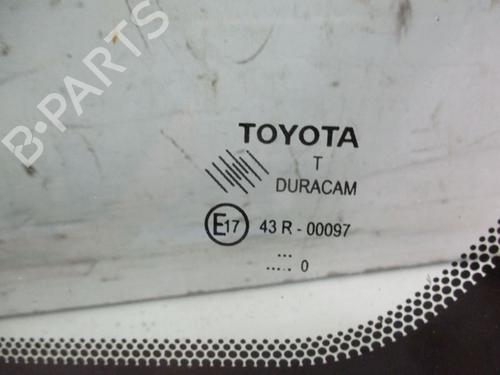 B-PARTS
TOYOTA
T
DURACAM
E17 43 R - 00097
...
..... 0